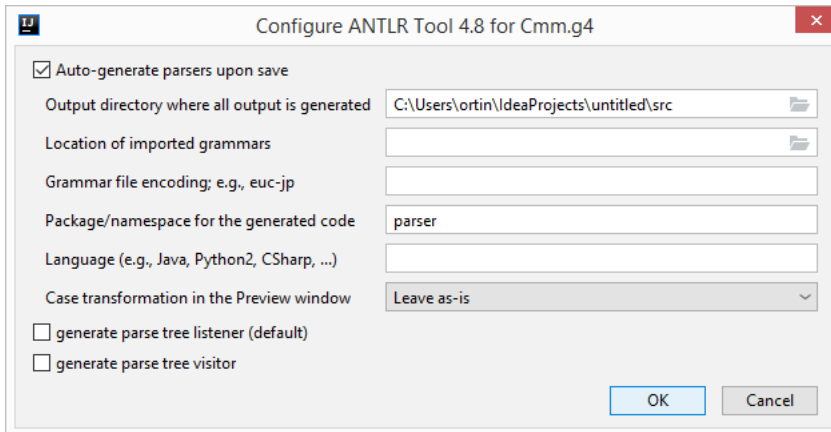 IJ
Configure ANTLR Tool 4.8 for Cmm.g4
Auto-generate parsers upon save
Output directory where all output is generated C:\Users\ortin\IdeaProjects\untitled\src
Location of imported grammars
Grammar file encoding; e.g., euc-jp
Package/namespace for the generated code parser
Language (e.g., Java, Python2, CSharp, ...)
Case transformation in the Preview window Leave as-is
generate parse tree listener (default)
generate parse tree visitor
OK Cancel